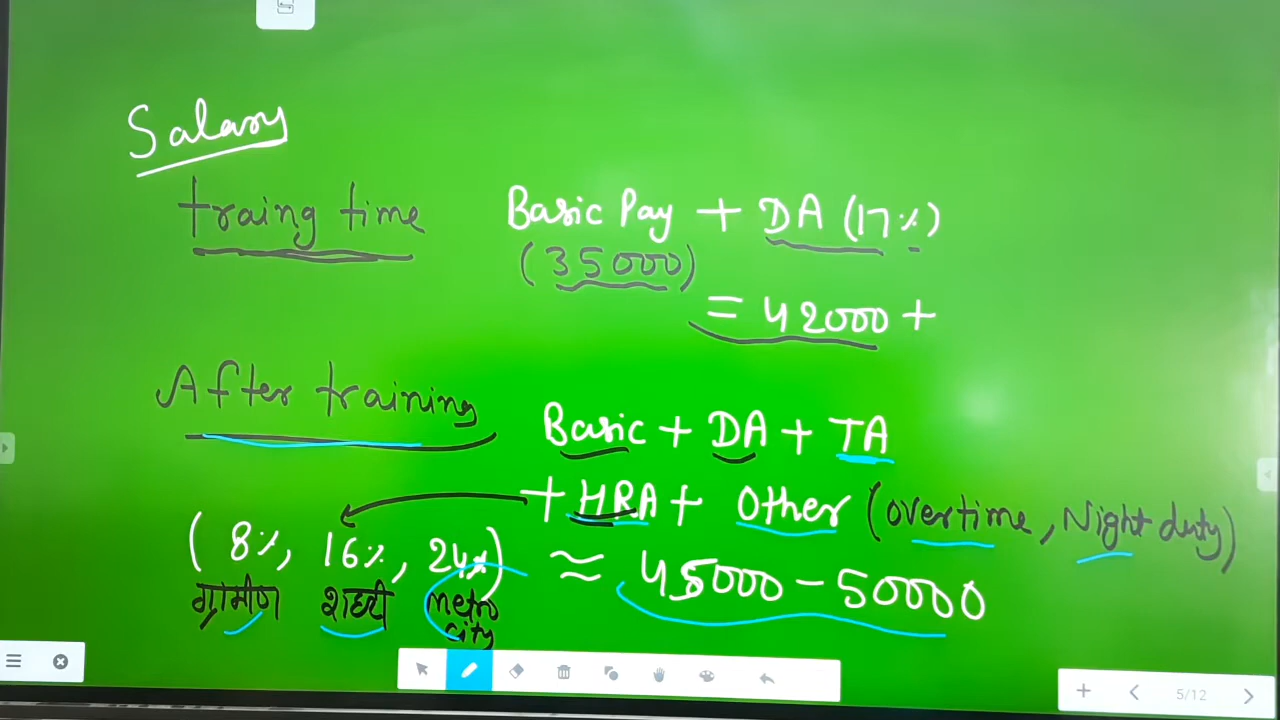 Salary
traing time Basic Pay + DA (17%)
(35000)
= 42000 +
After training Basic + DA + TA
+ HRA + Other (overtime, Night duty)
(8%, 16%, 24%) ≈ 45000 - 50000
ग्रामीण शहरी metro
city
5/12